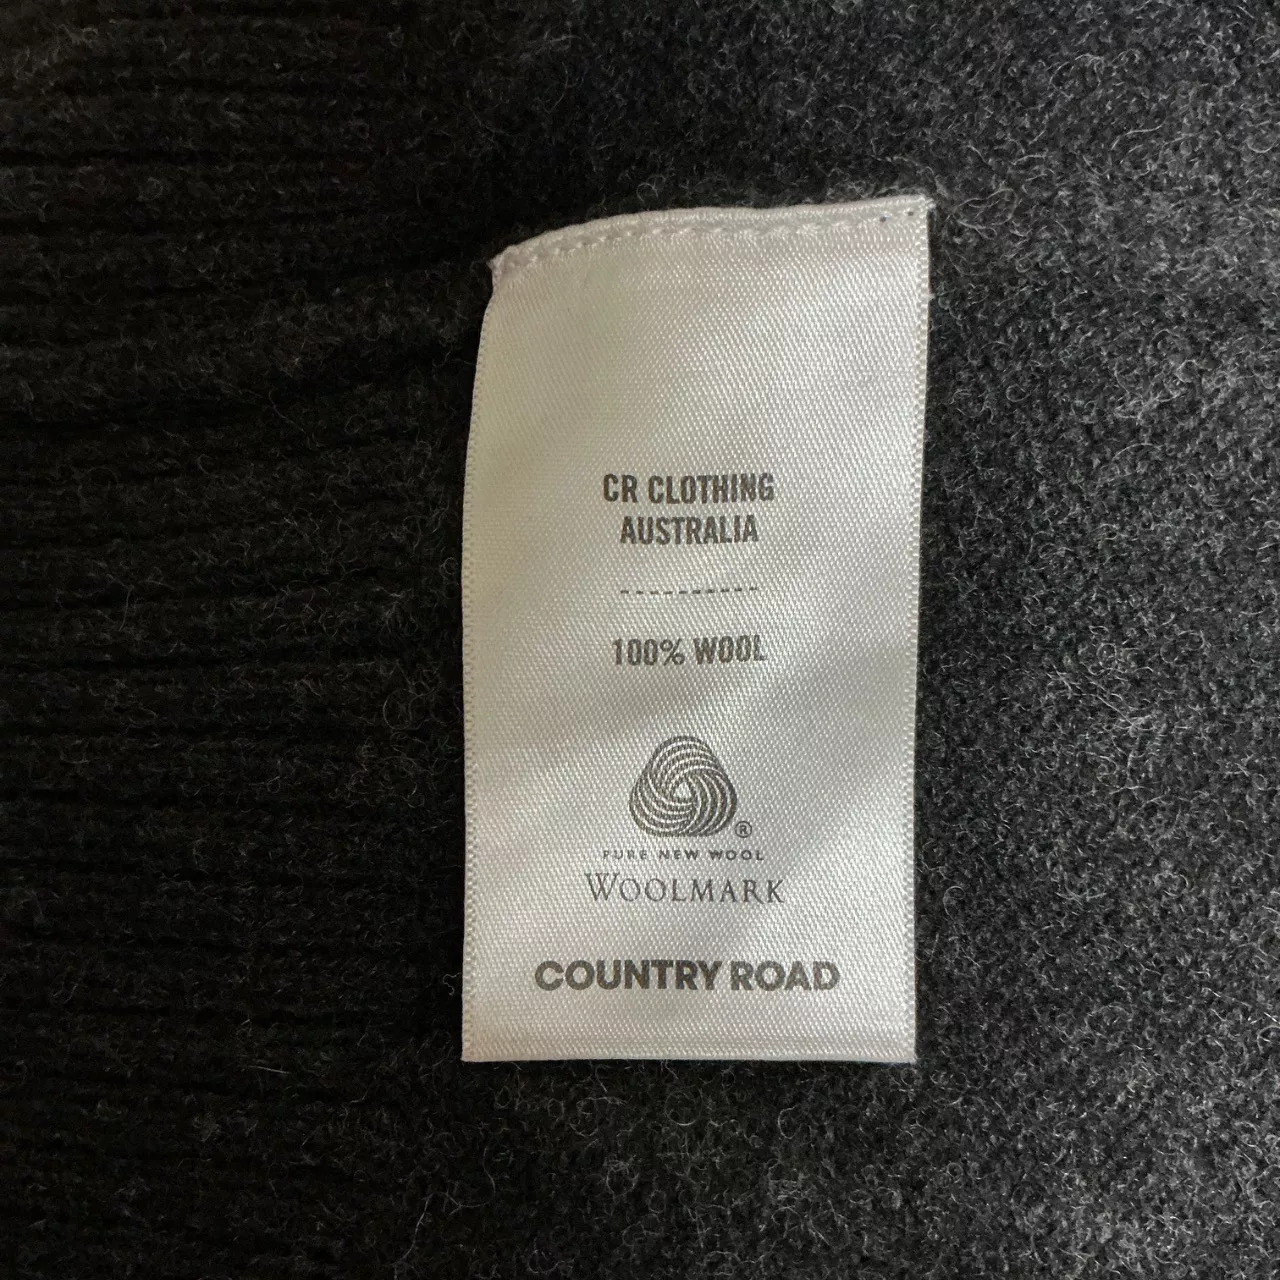 CR CLOTHING
AUSTRALIA
----------
100% WOOL
®
PURE NEW WOOL
WOOLMARK
COUNTRY ROAD